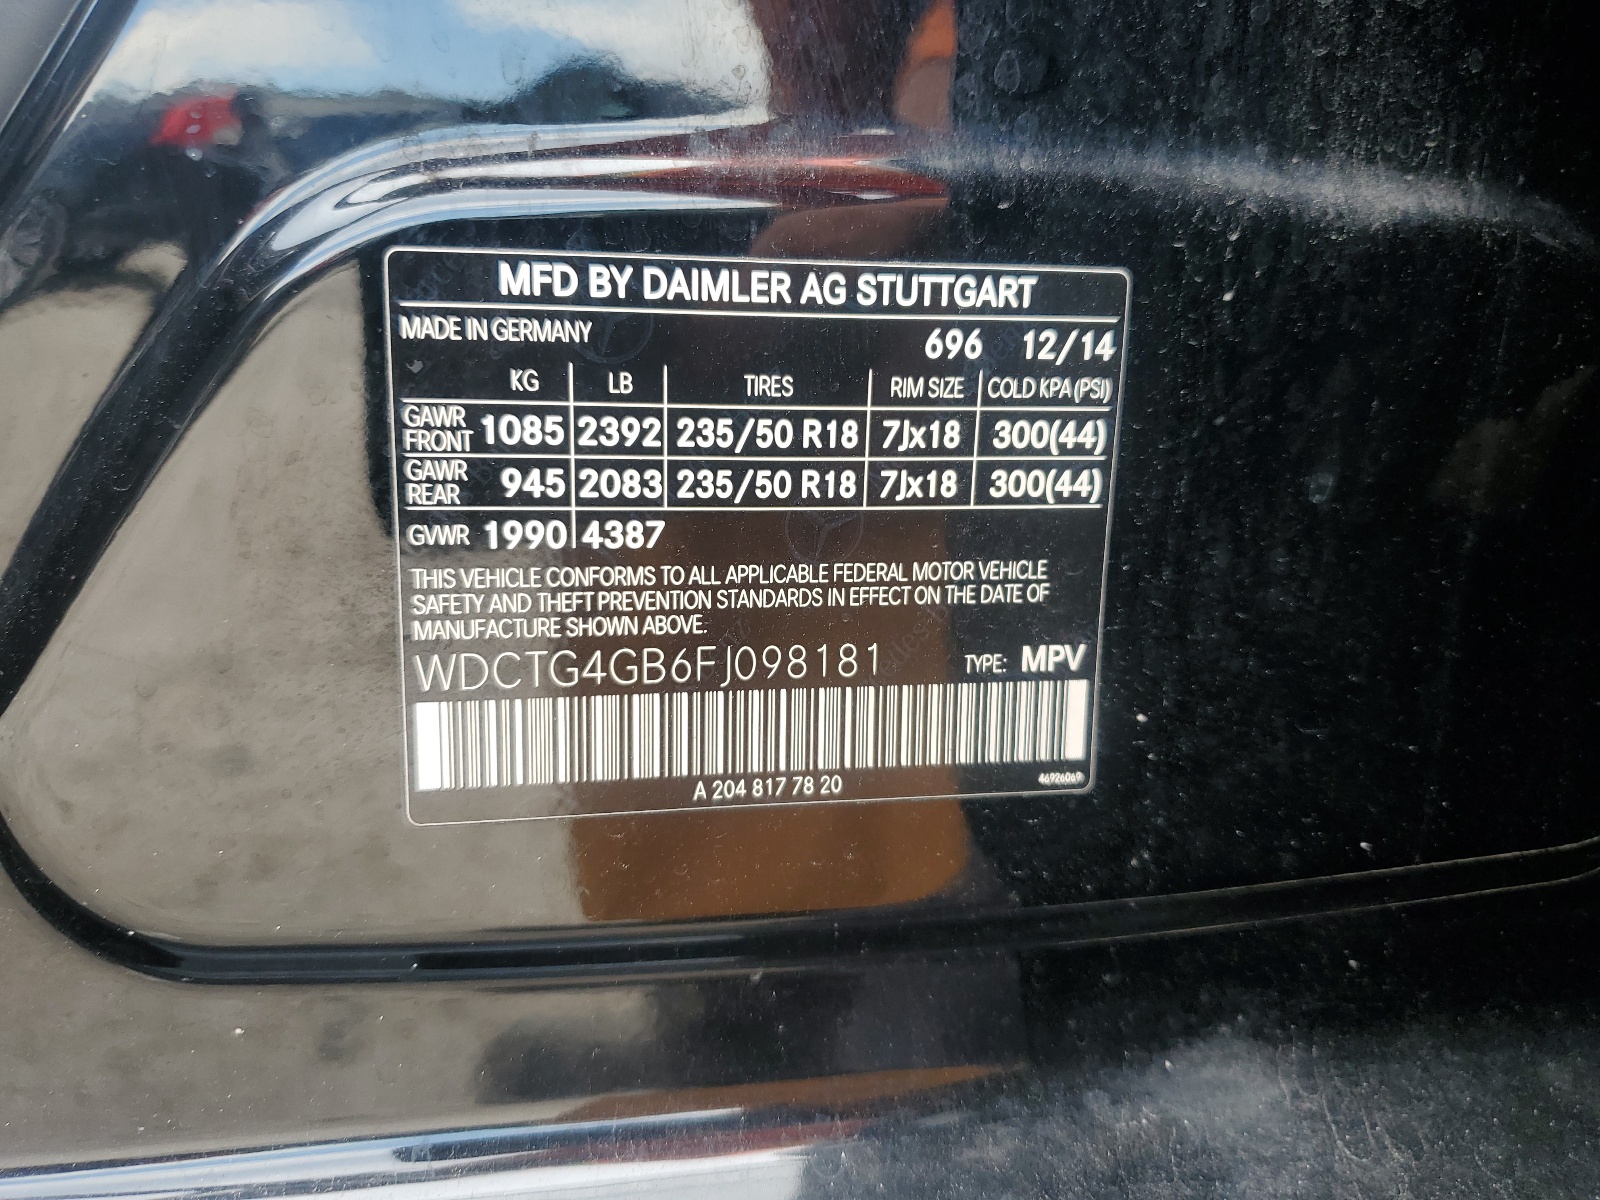 MFD BY DAIMLER AG STUTTGART
MADE IN GERMANY 696 12/14
KG LB TIRES RIM SIZE COLD KPA(PSI)
GAWR FRONT 1085 2392 235/50 R18 7Jx18 300(44)
GAWR REAR 945 2083 235/50 R18 7Jx18 300(44)
GVWR 1990 4387
THIS VEHICLE CONFORMS TO ALL APPLICABLE FEDERAL MOTOR VEHICLE
SAFETY AND THEFT PREVENTION STANDARDS IN EFFECT ON THE DATE OF
MANUFACTURE SHOWN ABOVE.
WDCTG4GB6FJ098181 TYPE: MPV
A 204 817 78 20 46926069